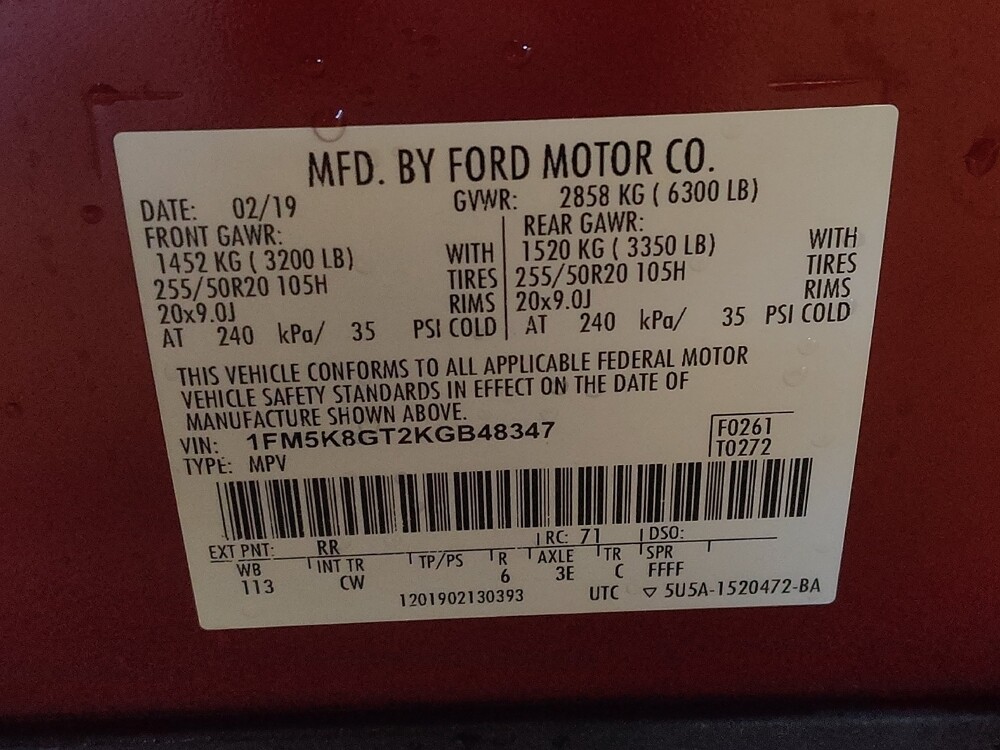 MFD. BY FORD MOTOR CO.
DATE: 02/19 GVWR: 2858 KG ( 6300 LB)
FRONT GAWR: REAR GAWR:
1452 KG ( 3200 LB) WITH 1520 KG ( 3350 LB) WITH
255/50R20 105H TIRES 255/50R20 105H TIRES
20x9.0J RIMS 20x9.0J RIMS
AT 240 kPa/ 35 PSI COLD AT 240 kPa/ 35 PSI COLD
THIS VEHICLE CONFORMS TO ALL APPLICABLE FEDERAL MOTOR
VEHICLE SAFETY STANDARDS IN EFFECT ON THE DATE OF
MANUFACTURE SHOWN ABOVE.
VIN: 1FM5K8GT2KGB48347 F0261
TYPE: MPV T0272
EXT PNT: RR RC: 71 DSO:
WB INT TR TP/PS R AXLE TR SPR
113 CW 6 3E C FFFF
1201902130393 UTC ▽ 5U5A-1520472-BA